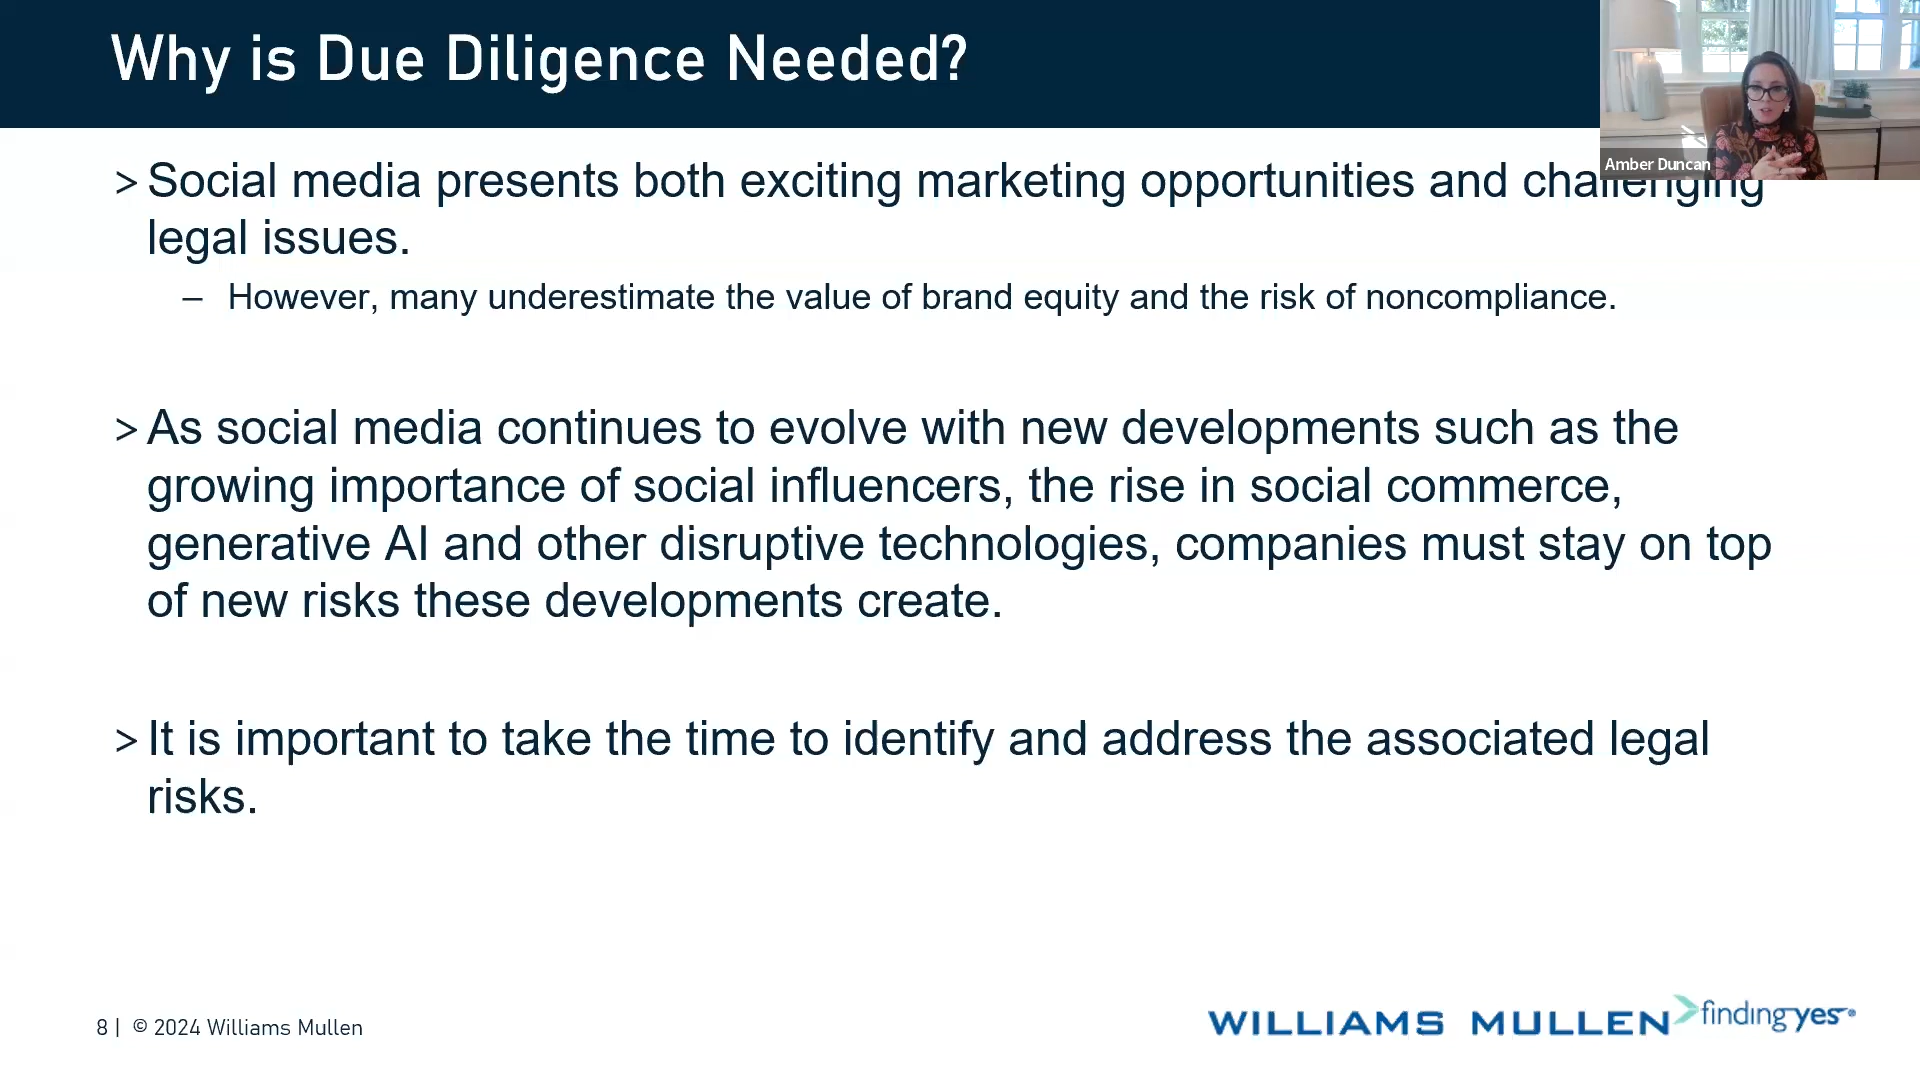 Why is Due Diligence Needed?
Amber Duncan
> Social media presents both exciting marketing opportunities and challenging
legal issues.
– However, many underestimate the value of brand equity and the risk of noncompliance.
> As social media continues to evolve with new developments such as the
growing importance of social influencers, the rise in social commerce,
generative AI and other disruptive technologies, companies must stay on top
of new risks these developments create.
> It is important to take the time to identify and address the associated legal
risks.
8 | © 2024 Williams Mullen
WILLIAMS MULLEN findingyes®